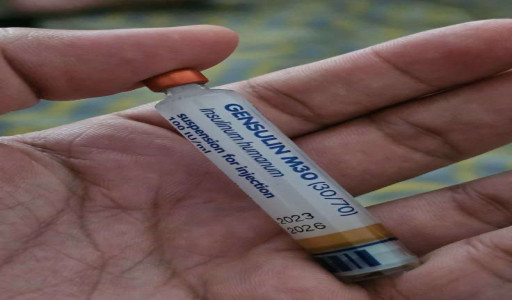 GENSULIN M30 (30/70)
Insulinum humanum
suspension for injection
100 IU/ml
2023
2026